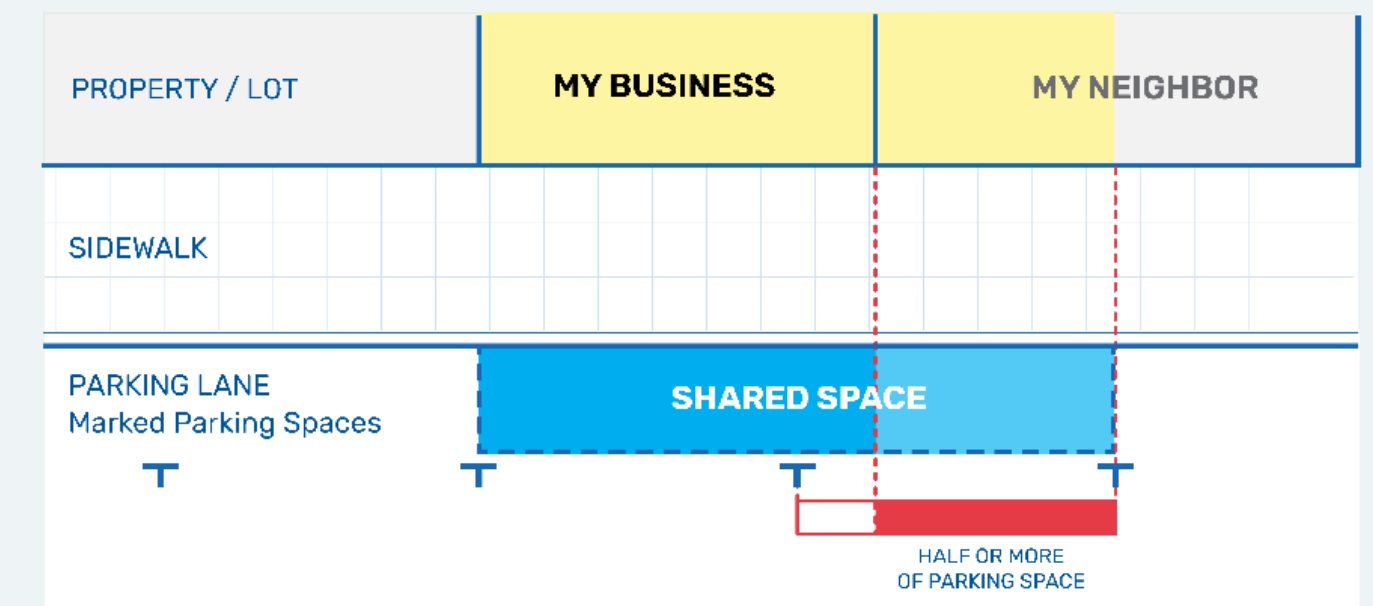 PROPERTY / LOT
MY BUSINESS
MY NEIGHBOR
SIDEWALK
PARKING LANE
Marked Parking Spaces
SHARED SPACE
HALF OR MORE
OF PARKING SPACE